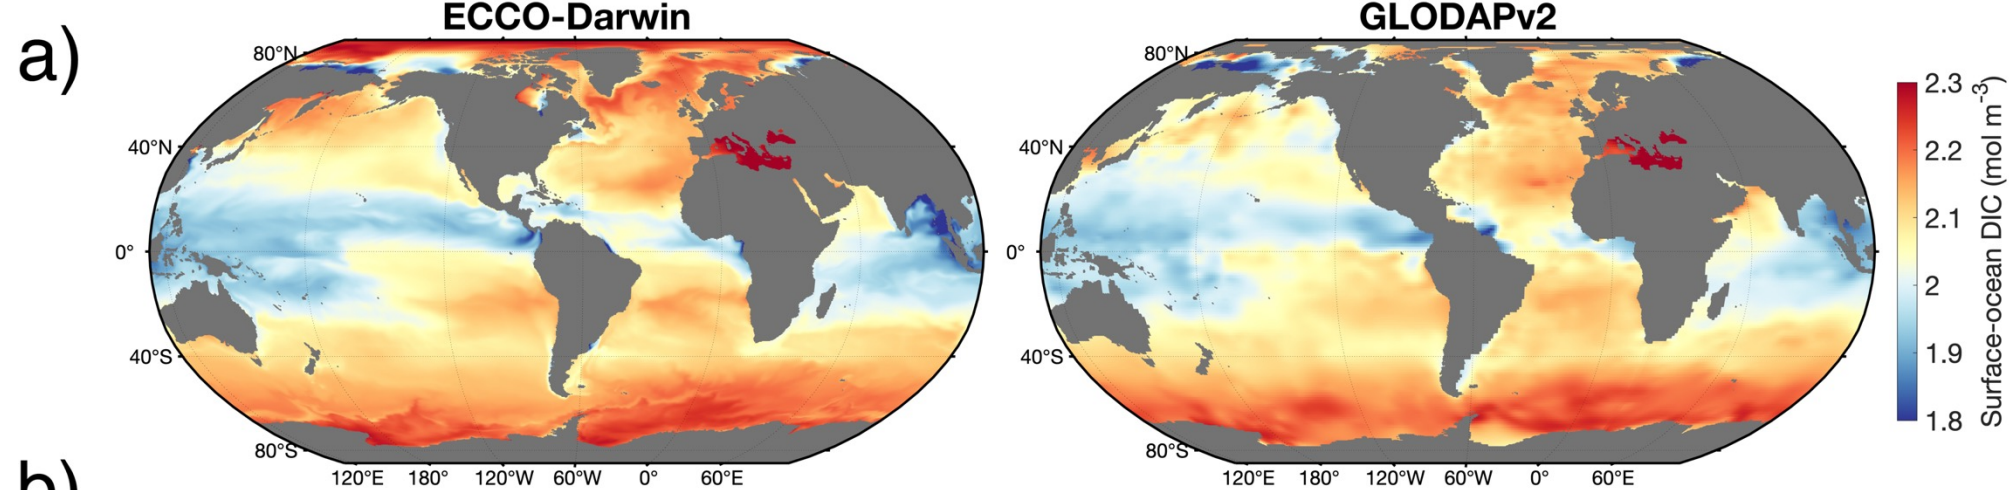 a)
ECCO-Darwin
GLODAPv2
80°N
40°N
0°
40°S
80°S
120°E 180° 120°W 60°W 0° 60°E
80°N
40°N
0°
40°S
80°S
120°E 180° 120°W 60°W 0° 60°E
2.3
2.2
2.1
2
1.9
1.8
Surface-ocean DIC (mol m⁻³)
b)